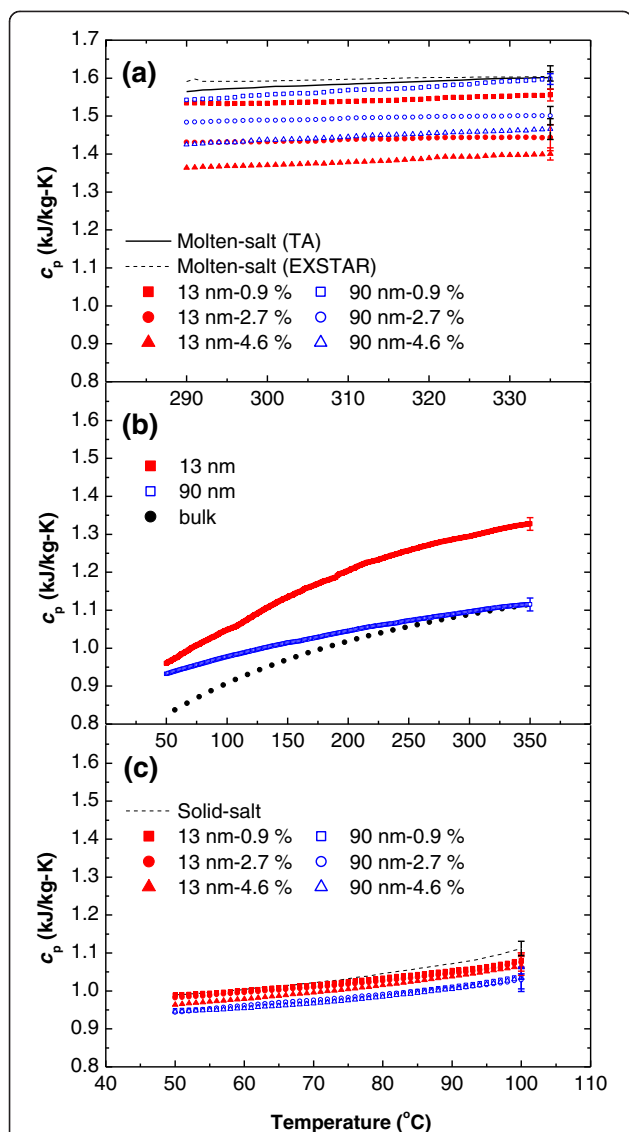 1.7
(a)
1.6
1.5
1.4
1.3
1.2
1.1
1.0
0.9
0.8
cp (kJ/kg-K)
Molten-salt (TA)
Molten-salt (EXSTAR)
13 nm-0.9 % 90 nm-0.9 %
13 nm-2.7 % 90 nm-2.7 %
13 nm-4.6 % 90 nm-4.6 %
290 300 310 320 330
(b)
1.6
1.5
1.4
1.3
1.2
1.1
1.0
0.9
0.8
cp (kJ/kg-K)
13 nm
90 nm
bulk
50 100 150 200 250 300 350
(c)
1.6
1.5
1.4
1.3
1.2
1.1
1.0
0.9
0.8
cp (kJ/kg-K)
Solid-salt
13 nm-0.9 % 90 nm-0.9 %
13 nm-2.7 % 90 nm-2.7 %
13 nm-4.6 % 90 nm-4.6 %
40 50 60 70 80 90 100 110
Temperature (°C)